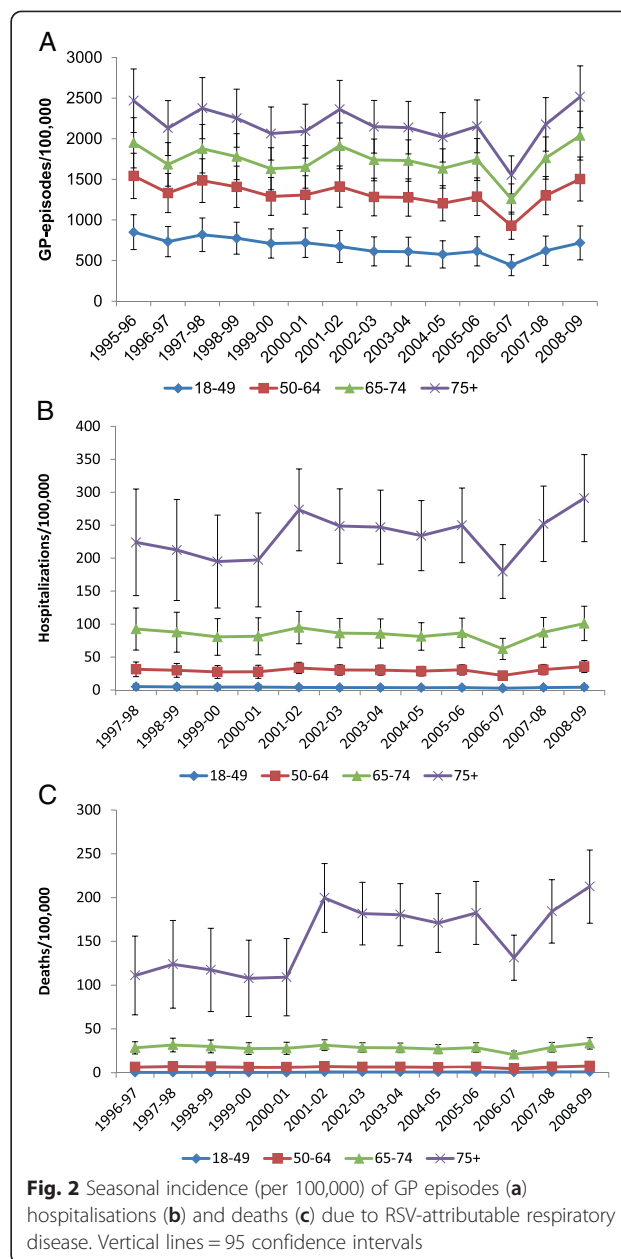 A
3000
2500
2000
1500
1000
500
0
GP-episodes/100,000
1995-96 1996-97 1997-98 1998-99 1999-00 2000-01 2001-02 2002-03 2003-04 2004-05 2005-06 2006-07 2007-08 2008-09
18-49 50-64 65-74 75+
B
400
350
300
250
200
150
100
50
0
Hospitalizations/100,000
1997-98 1998-99 1999-00 2000-01 2001-02 2002-03 2003-04 2004-05 2005-06 2006-07 2007-08 2008-09
18-49 50-64 65-74 75+
C
300
250
200
150
100
50
0
Deaths/100,000
1996-97 1997-98 1998-99 1999-00 2000-01 2001-02 2002-03 2003-04 2004-05 2005-06 2006-07 2007-08 2008-09
18-49 50-64 65-74 75+
Fig. 2 Seasonal incidence (per 100,000) of GP episodes (a)
hospitalisations (b) and deaths (c) due to RSV-attributable respiratory
disease. Vertical lines = 95 confidence intervals